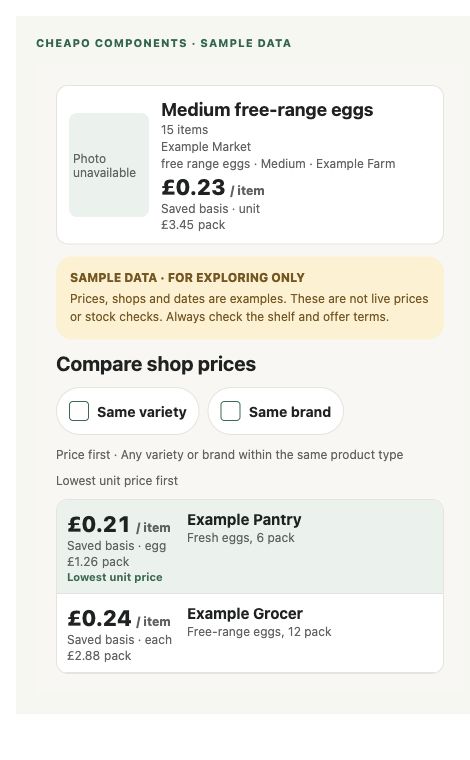 CHEAPO COMPONENTS · SAMPLE DATA
Photo
unavailable
Medium free-range eggs
15 items
Example Market
free range eggs · Medium · Example Farm
£0.23 / item
Saved basis · unit
£3.45 pack
SAMPLE DATA · FOR EXPLORING ONLY
Prices, shops and dates are examples. These are not live prices
or stock checks. Always check the shelf and offer terms.
Compare shop prices
Same variety
Same brand
Price first · Any variety or brand within the same product type
Lowest unit price first
£0.21 / item
Saved basis · egg
£1.26 pack
Lowest unit price
Example Pantry
Fresh eggs, 6 pack
£0.24 / item
Saved basis · each
£2.88 pack
Example Grocer
Free-range eggs, 12 pack